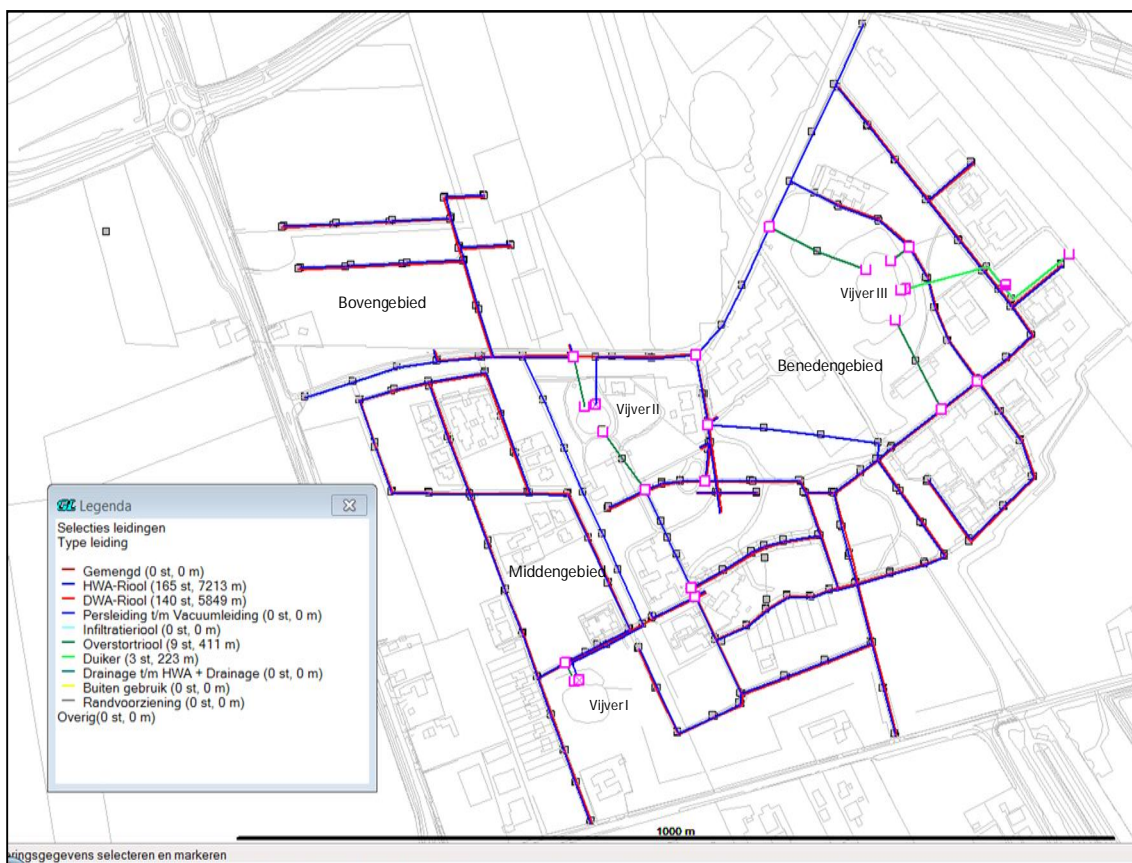 Bovengebied
Vijver III
Benedengebied
Vijver II
Middengebied
Vijver I
GL Legenda
Selecties leidingen
Type leiding
Gemengd (0 st, 0 m)
HWA-Riool (165 st, 7213 m)
DWA-Riool (140 st, 5849 m)
Persleiding t/m Vacuumleiding (0 st, 0 m)
Infiltratieriool (0 st, 0 m)
Overstortriool (9 st, 411 m)
Duiker (3 st, 223 m)
Drainage t/m HWA + Drainage (0 st, 0 m)
Buiten gebruik (0 st, 0 m)
Randvoorziening (0 st, 0 m)
Overig(0 st, 0 m)
1000 m
ringsgegevens selecteren en markeren